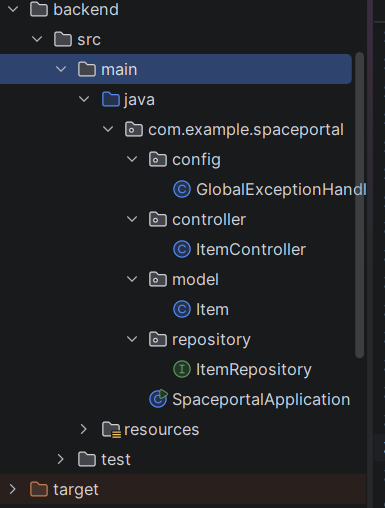 backend
src
main
java
com.example.spaceportal
config
GlobalExceptionHandl
controller
ItemController
model
Item
repository
ItemRepository
SpaceportalApplication
resources
test
target